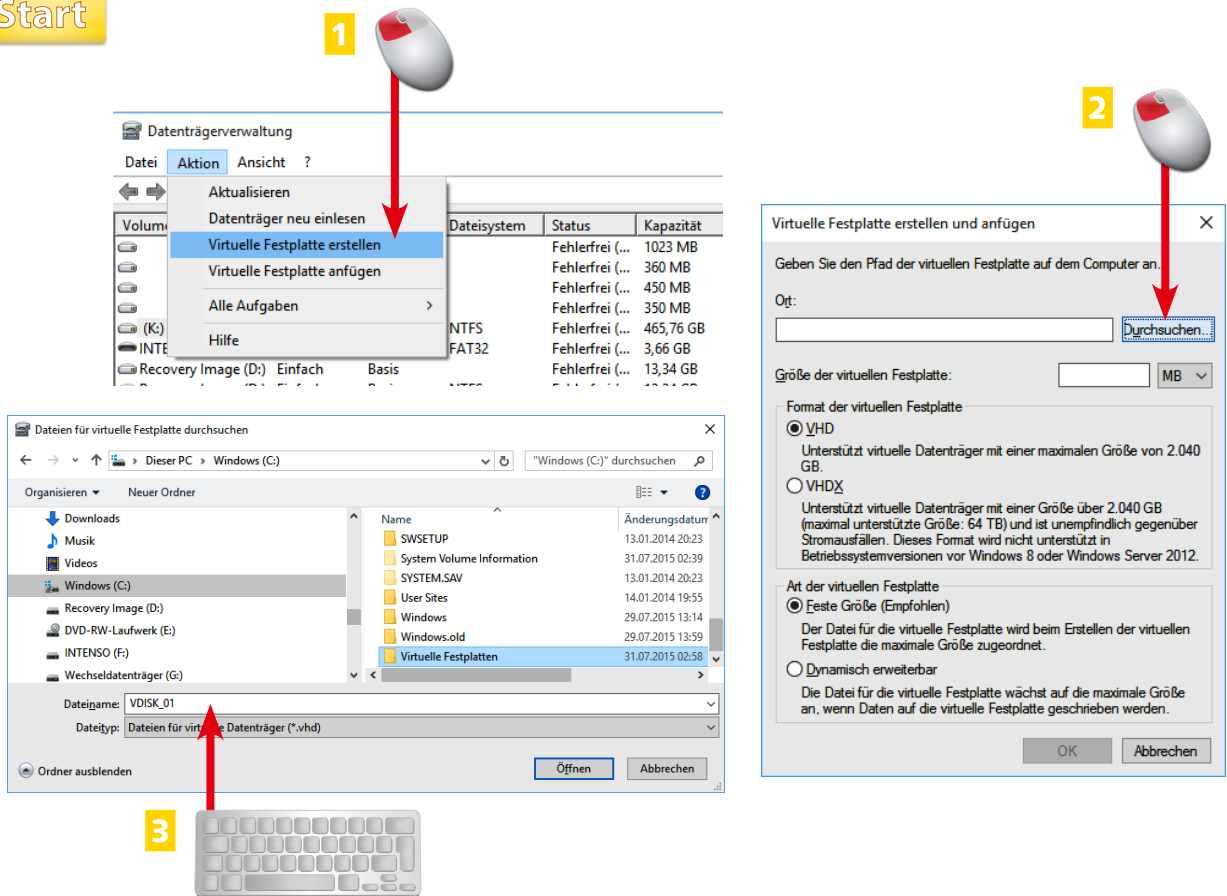 Start
1
Datenträgerverwaltung
Datei Aktion Ansicht ?
Aktualisieren
Datenträger neu einlesen
Virtuelle Festplatte erstellen
Virtuelle Festplatte anfügen
Alle Aufgaben
Hilfe
Dateisystem Status Kapazität
Fehlerfrei (... 1023 MB
Fehlerfrei (... 360 MB
Fehlerfrei (... 450 MB
Fehlerfrei (... 350 MB
(K:) NTFS Fehlerfrei (... 465,76 GB
FAT32 Fehlerfrei (... 3,66 GB
Recovery Image (D:) Einfach Basis Fehlerfrei (... 13,34 GB
2
Virtuelle Festplatte erstellen und anfügen
Geben Sie den Pfad der virtuellen Festplatte auf dem Computer an.
Ort:
Durchsuchen...
Größe der virtuellen Festplatte: MB
Format der virtuellen Festplatte
VHD
Unterstützt virtuelle Datenträger mit einer maximalen Größe von 2.040
GB.
VHDX
Unterstützt virtuelle Datenträger mit einer Größe über 2.040 GB
(maximal unterstützte Größe: 64 TB) und ist unempfindlich gegenüber
Stromausfällen. Dieses Format wird nicht unterstützt in
Betriebssystemversionen vor Windows 8 oder Windows Server 2012.
Art der virtuellen Festplatte
Feste Größe (Empfohlen)
Der Datei für die virtuelle Festplatte wird beim Erstellen der virtuellen
Festplatte die maximale Größe zugeordnet.
Dynamisch erweiterbar
Die Datei für die virtuelle Festplatte wächst auf die maximale Größe
an, wenn Daten auf die virtuelle Festplatte geschrieben werden.
OK Abbrechen
Dateien für virtuelle Festplatte durchsuchen
Dieser PC > Windows (C:) "Windows (C:)" durchsuchen
Organisieren Neuer Ordner ?
Downloads
Musik
Videos
Windows (C:)
Recovery Image (D:)
DVD-RW-Laufwerk (E:)
INTENSO (F:)
Wechseldatenträger (G:)
Name Änderungsdatum
SWSETUP 13.01.2014 20:23
System Volume Information 31.07.2015 02:39
SYSTEM.SAV 13.01.2014 20:23
User Sites 14.01.2014 19:55
Windows 29.07.2015 13:14
Windows.old 29.07.2015 13:59
Virtuelle Festplatten 31.07.2015 02:58
Dateiname: VDISK_01
Dateityp: Dateien für virtuelle Datenträger (*.vhd)
Ordner ausblenden Öffnen Abbrechen
3